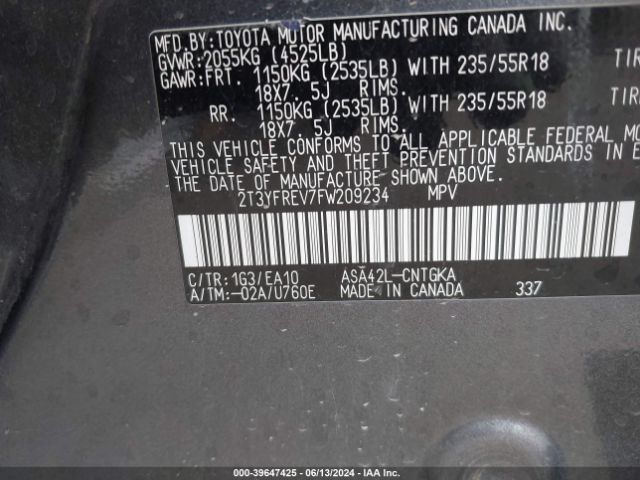 MFD.BY:TOYOTA MOTOR MANUFACTURING CANADA INC.
GVWR:2055KG (4525LB)
GAWR:FRT. 1150KG (2535LB) WITH 235/55R18 TIR
18X7. 5J RIMS.
RR. 1150KG (2535LB) WITH 235/55R18 TIR
18X7. 5J RIMS.
THIS VEHICLE CONFORMS TO ALL APPLICABLE FEDERAL MO
VEHICLE SAFETY AND THEFT PREVENTION STANDARDS IN E
THE DATE OF MANUFACTURE SHOWN ABOVE.
2T3YFREV7FW209234 MPV
C/TR:1G3/EA10 ASA42L-CNTGKA
A/TM:-02A/U760E MADE IN CANADA 337
000-39647425 - 06/13/2024 - IAA Inc.